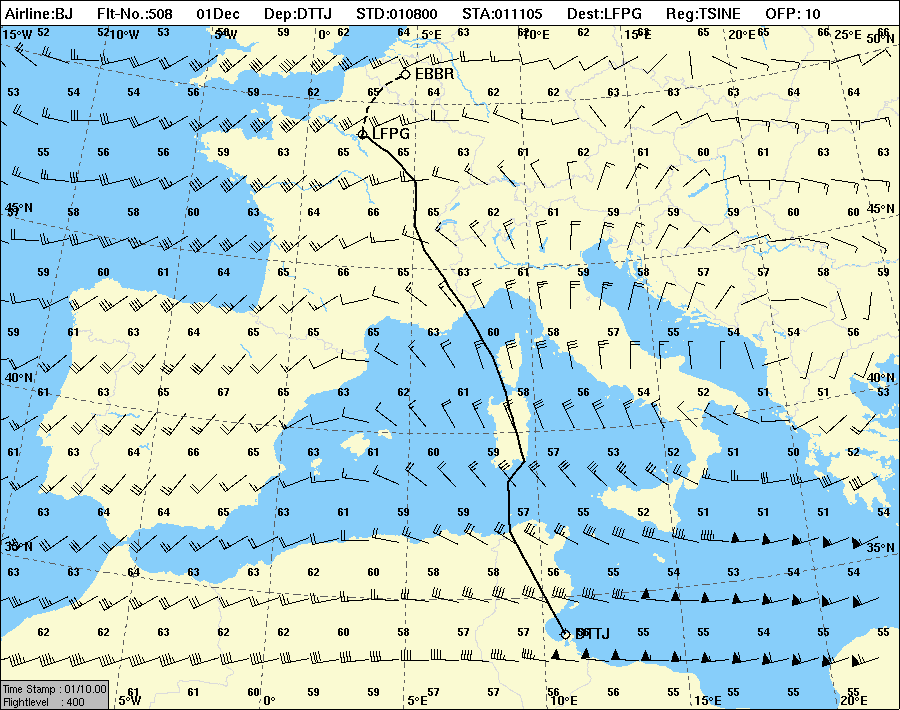 Airline:BJ Flt-No.:508 01Dec Dep:DTTJ STD:010800 STA:011105 Dest:LFPG Reg:TSINE OFP: 10
15°W 52 52 10°W 53 5°W 59 0° 62 64 5°E 63 62 10°E 15°E 20°E 65 25°E 50°N
EBBR
53 54 54 56 59 62 64 64 63 62 62 62 63 64 64
LFPG
55 56 56 59 63 65 65 63 61 62 61 60 61 63 63
45°N 58 58 60 63 64 66 65 62 61 59 59 59 60 60 45°N
59 60 61 63 64 65 66 65 63 61 59 58 57 57 58 59
59 61 63 64 65 65 65 63 60 58 57 55 54 54 56
40°N 40°N
61 63 65 66 67 65 63 62 61 58 56 54 52 51 51 53
61 63 64 65 65 63 61 60 59 57 53 52 51 50 52
63 64 64 63 63 61 60 59 59 57 55 53 52 51 51 54
35°N 35°N
63 63 64 63 63 62 60 58 58 56 55 54 53 54 54
62 62 63 62 61 60 60 58 57 57 DTTJ 55 55 54 55
61 61 60 59 59 57 57 56 56 55 55 55 55 55
Time Stamp : 01/10.00
Flightlevel : 400
5°W 0° 5°E 10°E 15°E 20°E